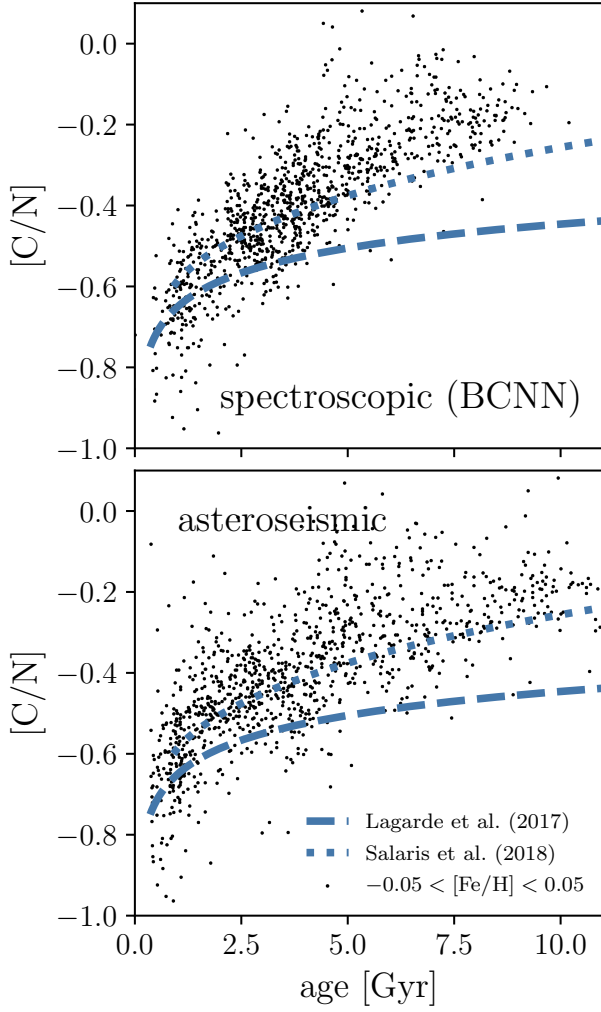 0.0
−0.2
−0.4
−0.6
−0.8
−1.0
[C/N]
spectroscopic (BCNN)
0.0
−0.2
−0.4
−0.6
−0.8
−1.0
[C/N]
asteroseismic
Lagarde et al. (2017)
Salaris et al. (2018)
−0.05 < [Fe/H] < 0.05
0.0 2.5 5.0 7.5 10.0
age [Gyr]